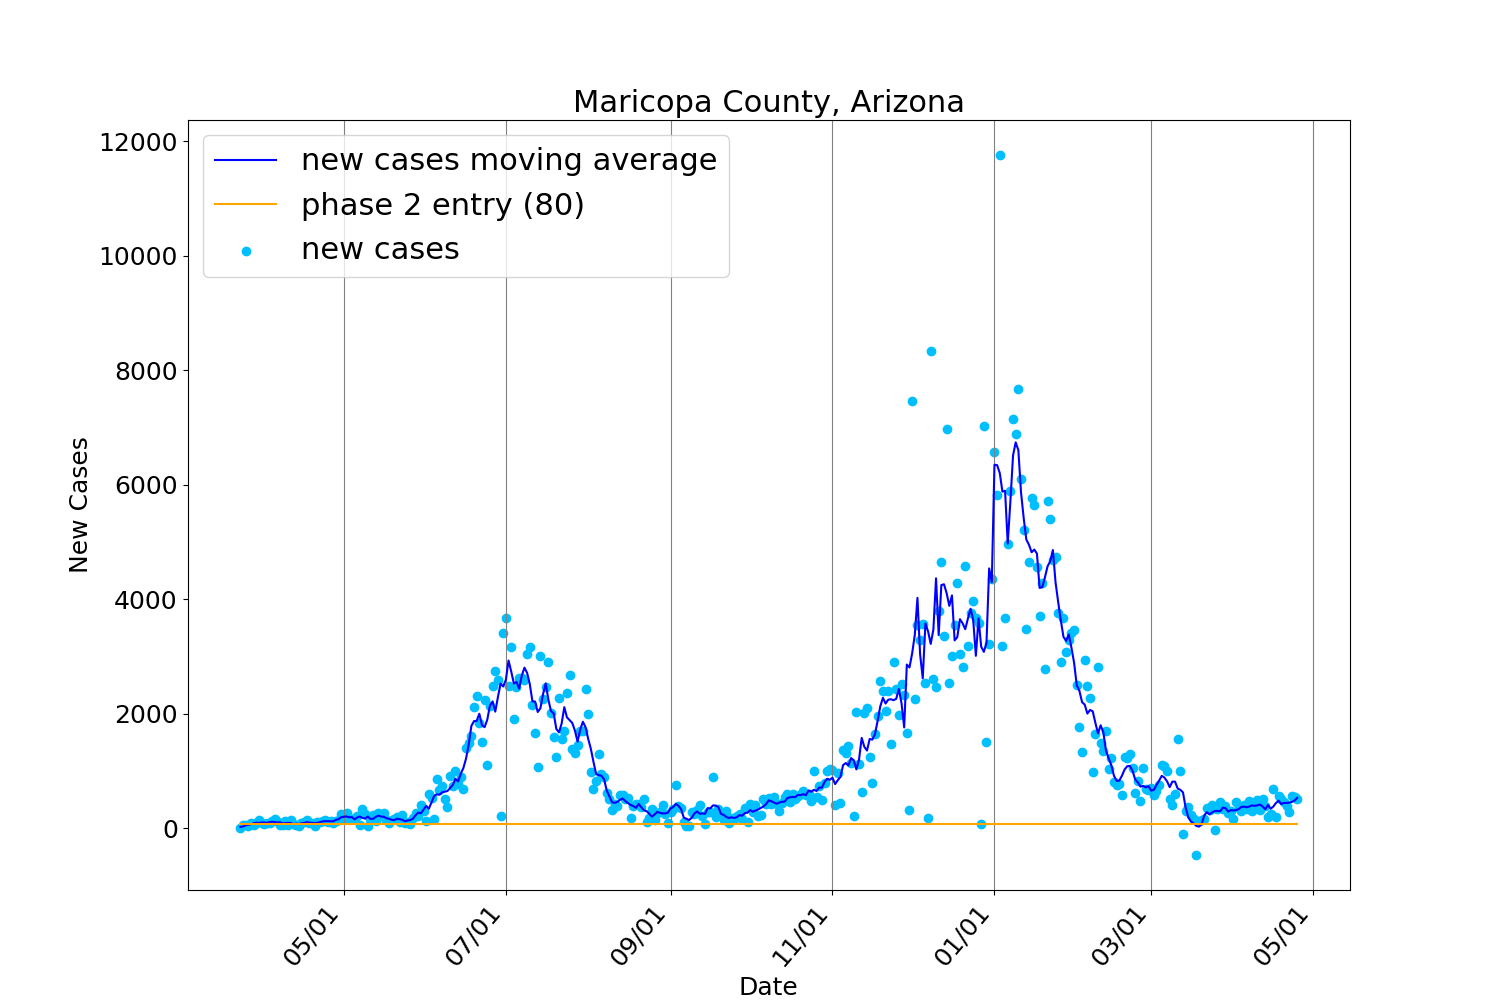 Maricopa County, Arizona
12000
10000
8000
6000
4000
2000
0
New Cases
new cases moving average
phase 2 entry (80)
new cases
05/01
07/01
09/01
11/01
01/01
03/01
05/01
Date